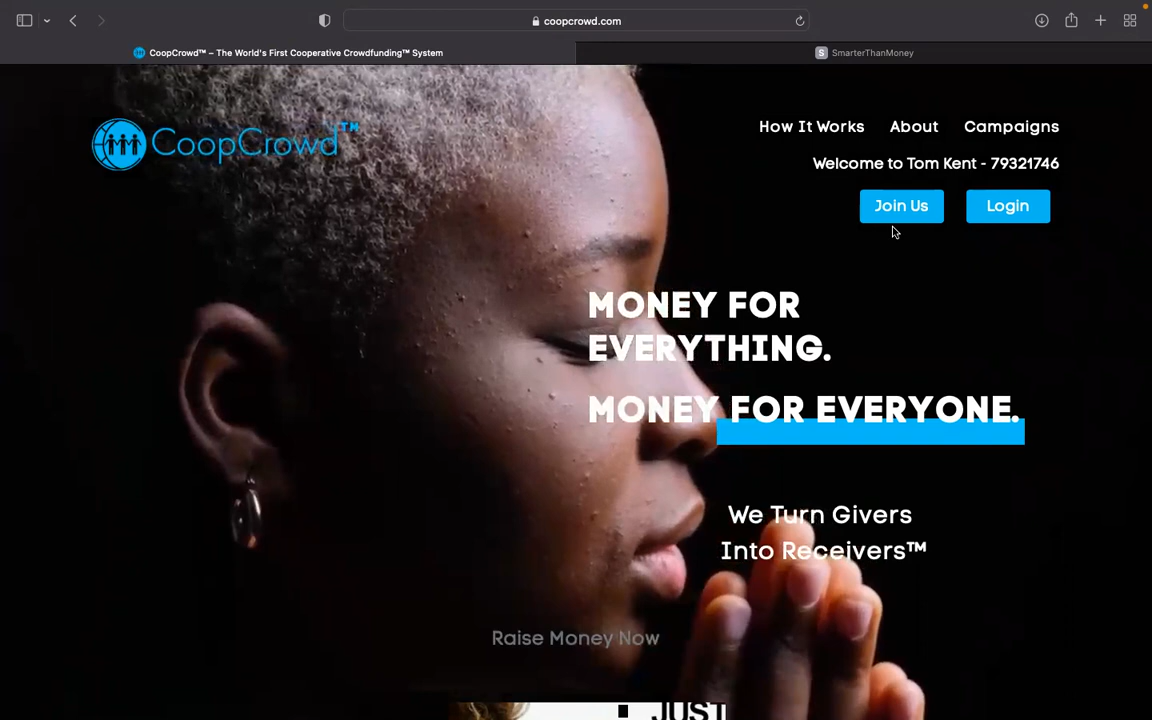 coopcrowd.com
CoopCrowd™ – The World's First Cooperative Crowdfunding™ System
S SmarterThanMoney
CoopCrowd™
How It Works About Campaigns
Welcome to Tom Kent - 79321746
Join Us Login
MONEY FOR
EVERYTHING.
MONEY FOR EVERYONE.
We Turn Givers
Into Receivers™
Raise Money Now
JUST